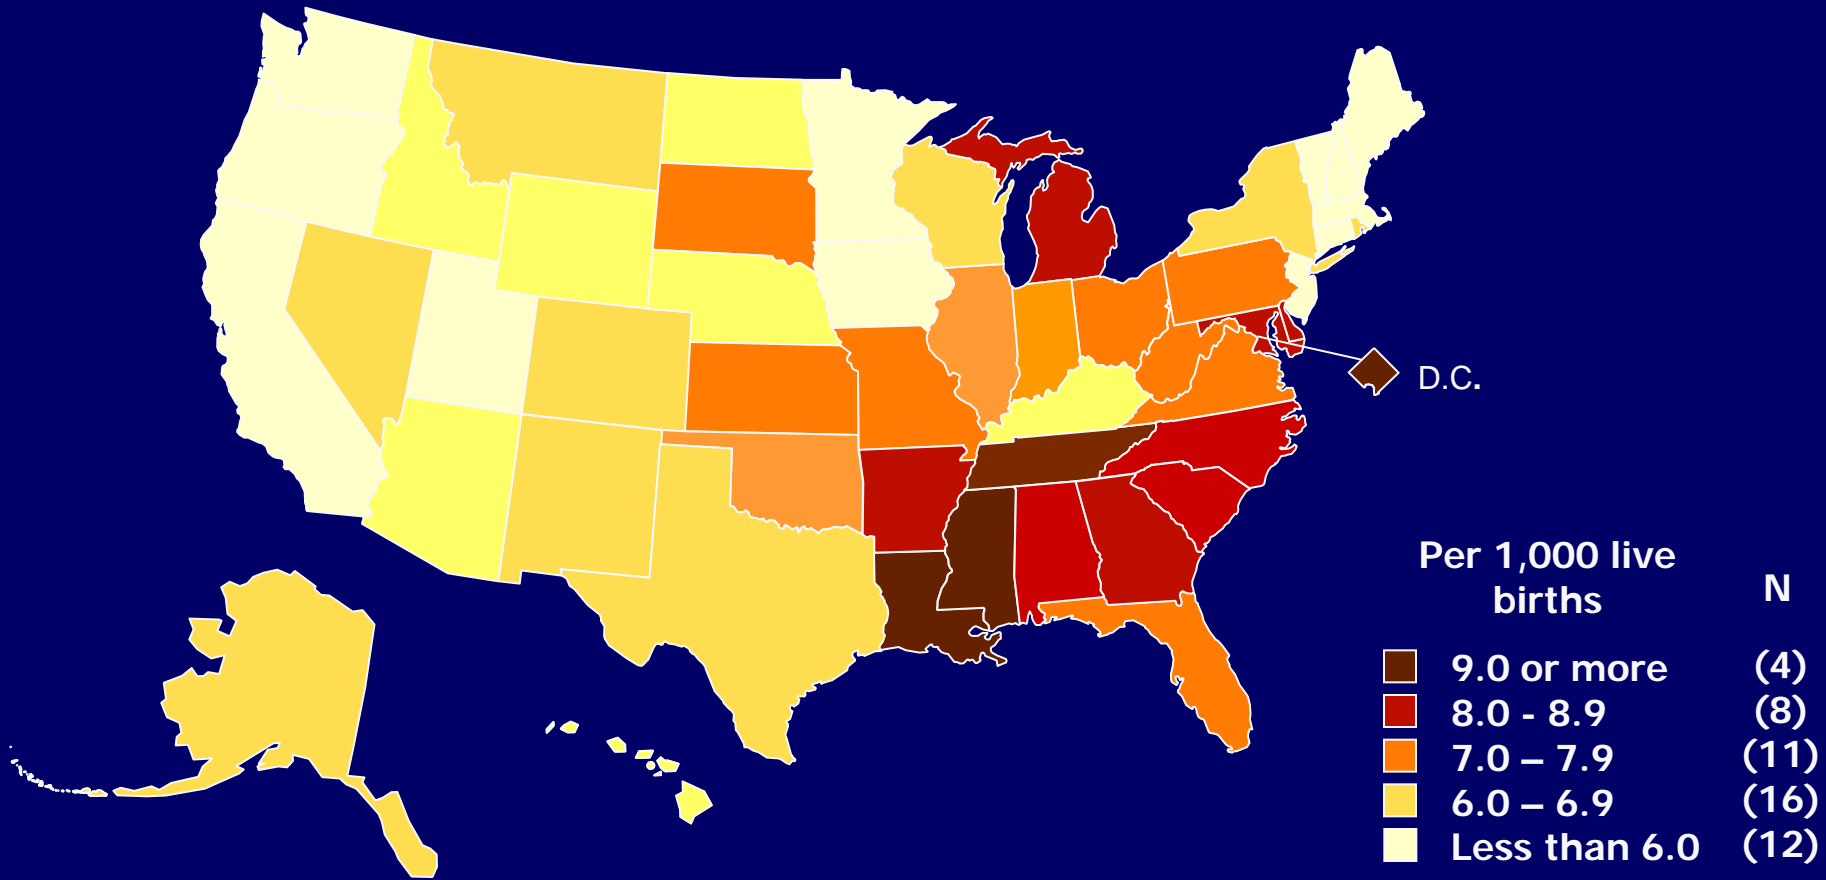 D.C.
Per 1,000 live
births
N
9.0 or more (4)
8.0 - 8.9 (8)
7.0 – 7.9 (11)
6.0 – 6.9 (16)
Less than 6.0 (12)